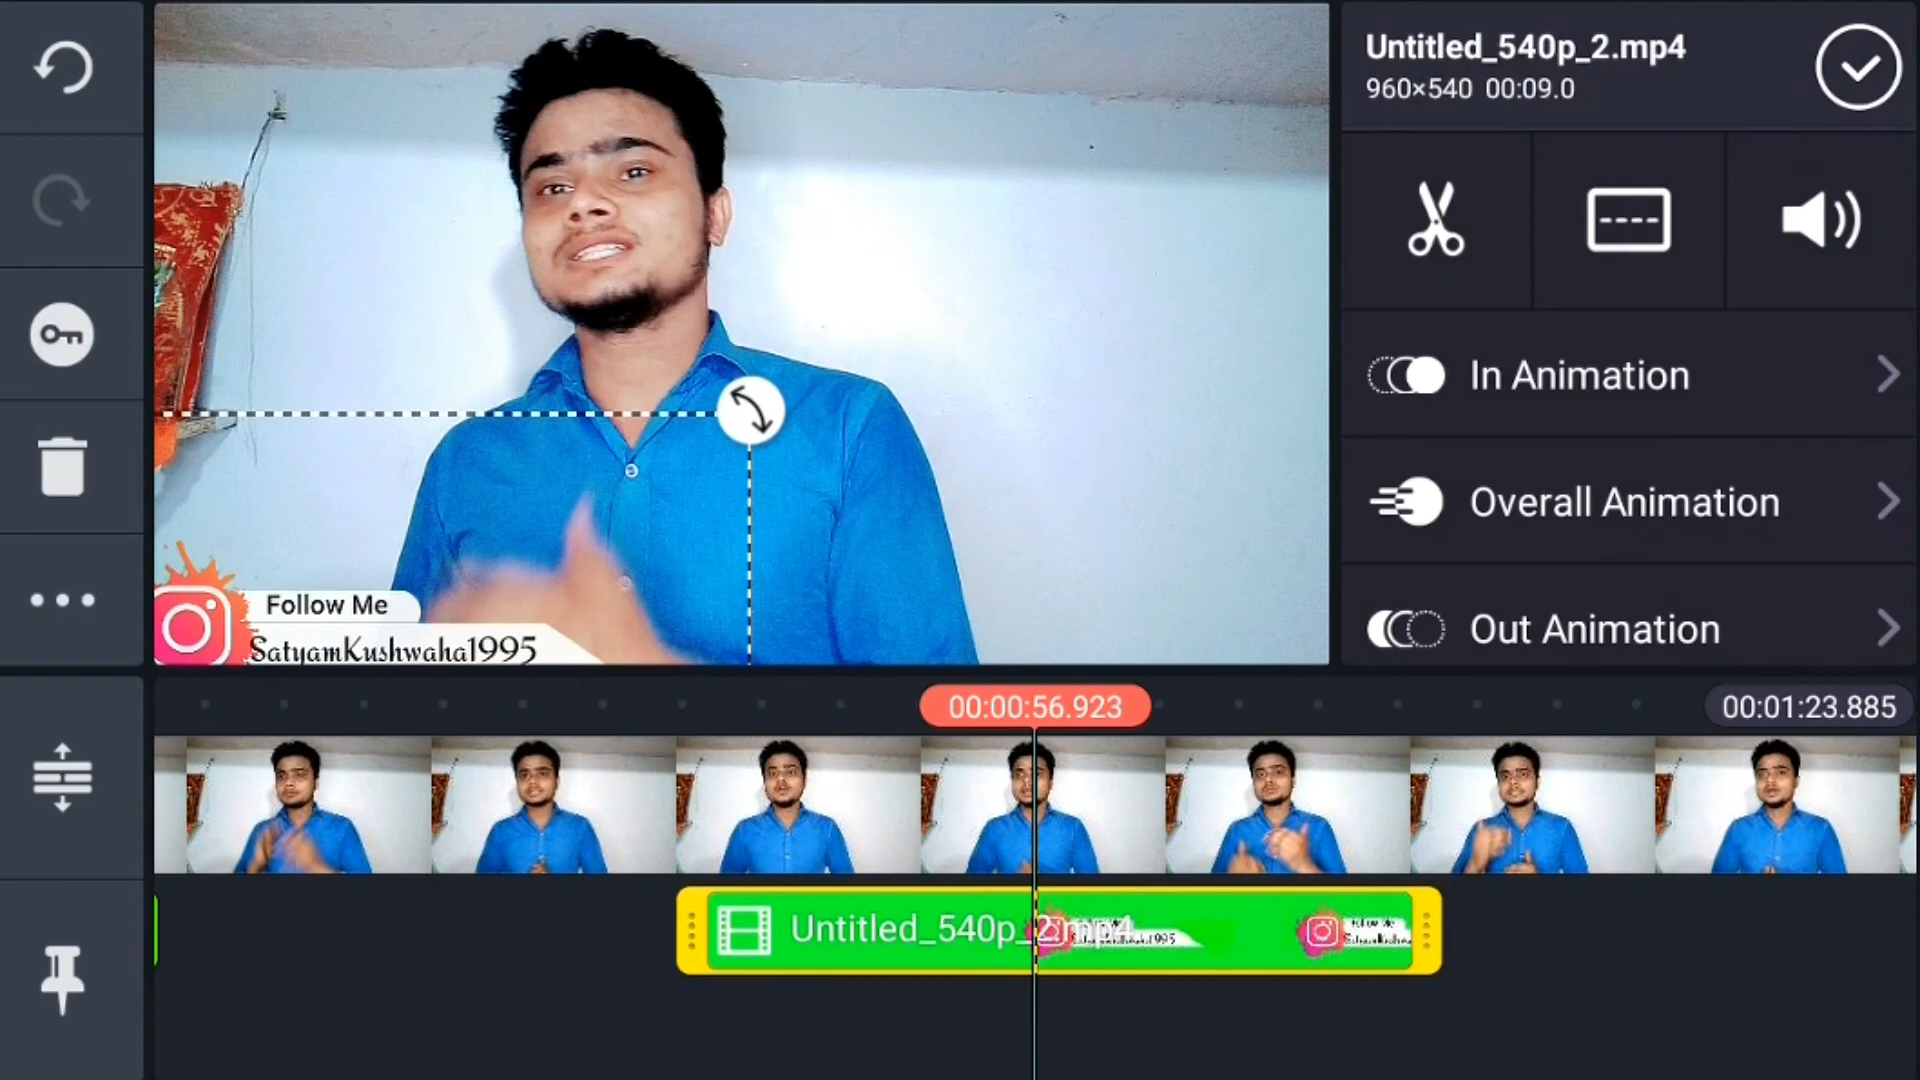 Untitled_540p_2.mp4
960×540 00:09.0
In Animation
Overall Animation
Out Animation
Follow Me
SatyamKushwaha1995
00:00:56.923
00:01:23.885
Untitled_540p_2.mp4